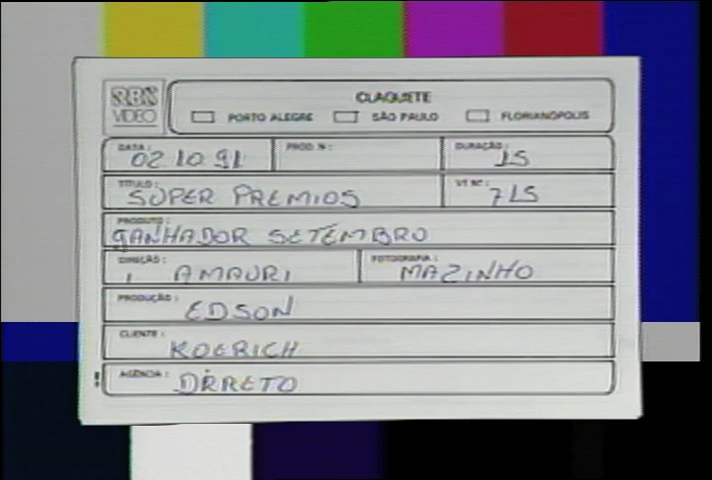 RBS VIDEO
CLAQUETE
PORTO ALEGRE SÃO PAULO FLORIANÓPOLIS
DATA: 02.10.91 PROD. Nº: DURAÇÃO: 15
TÍTULO: SUPER PREMIOS VT Nº: 715
PRODUTO: GANHADOR SETEMBRO
DIREÇÃO: AMAURI FOTOGRAFIA: MAZINHO
PRODUÇÃO: EDSON
CLIENTE: KOERICH
AGÊNCIA: DIRETO